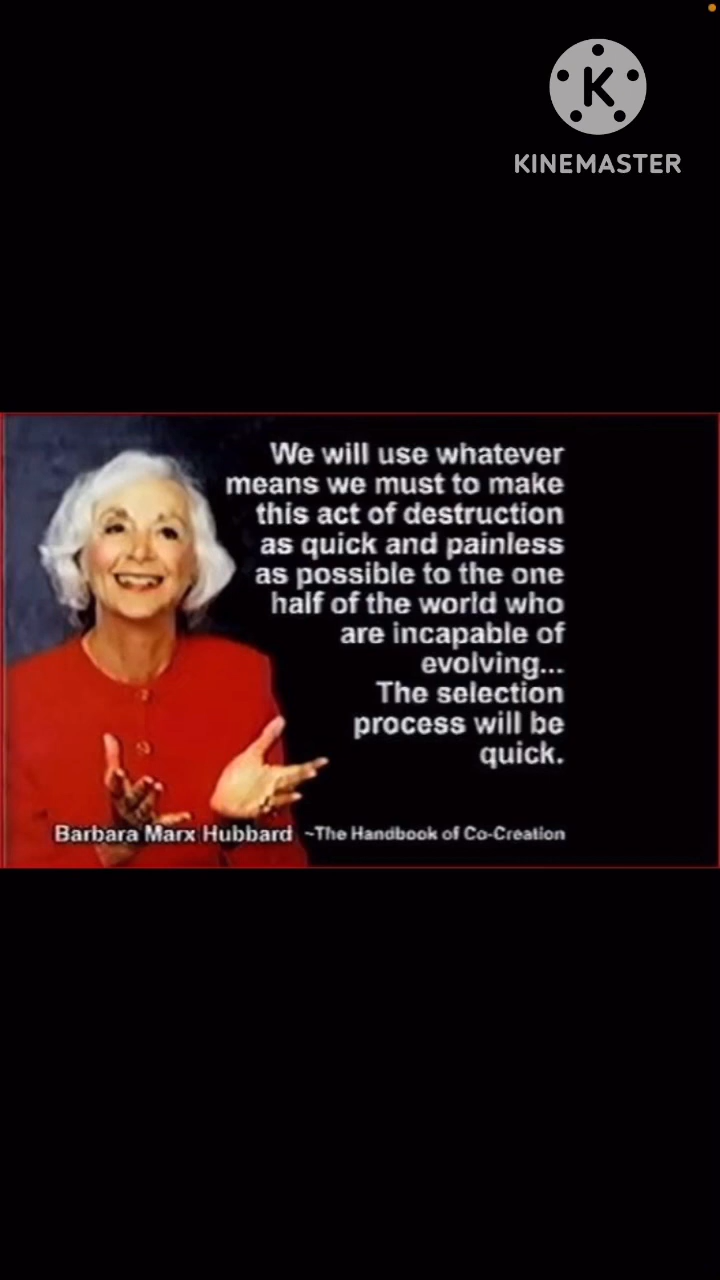 KINEMASTER
We will use whatever
means we must to make
this act of destruction
as quick and painless
as possible to the one
half of the world who
are incapable of
evolving...
The selection
process will be
quick.
Barbara Marx Hubbard ~The Handbook of Co-Creation